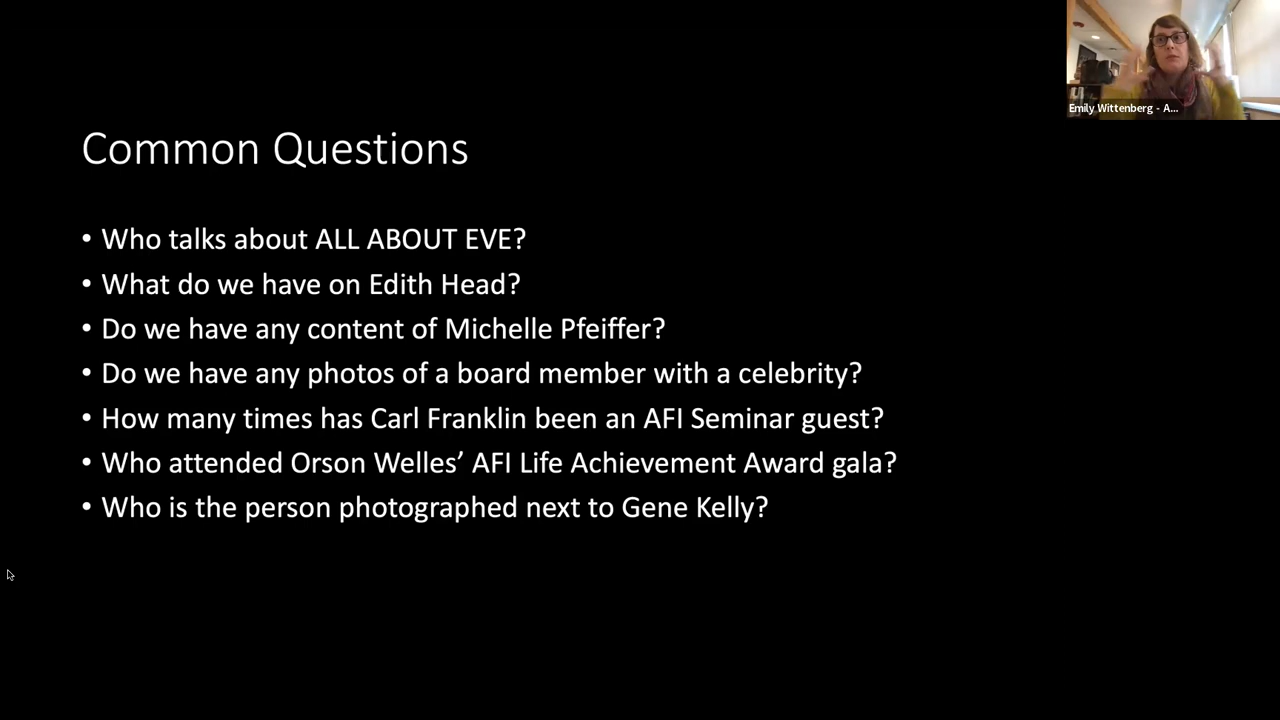 Emily Wittenberg - A...
Common Questions
• Who talks about ALL ABOUT EVE?
• What do we have on Edith Head?
• Do we have any content of Michelle Pfeiffer?
• Do we have any photos of a board member with a celebrity?
• How many times has Carl Franklin been an AFI Seminar guest?
• Who attended Orson Welles’ AFI Life Achievement Award gala?
• Who is the person photographed next to Gene Kelly?